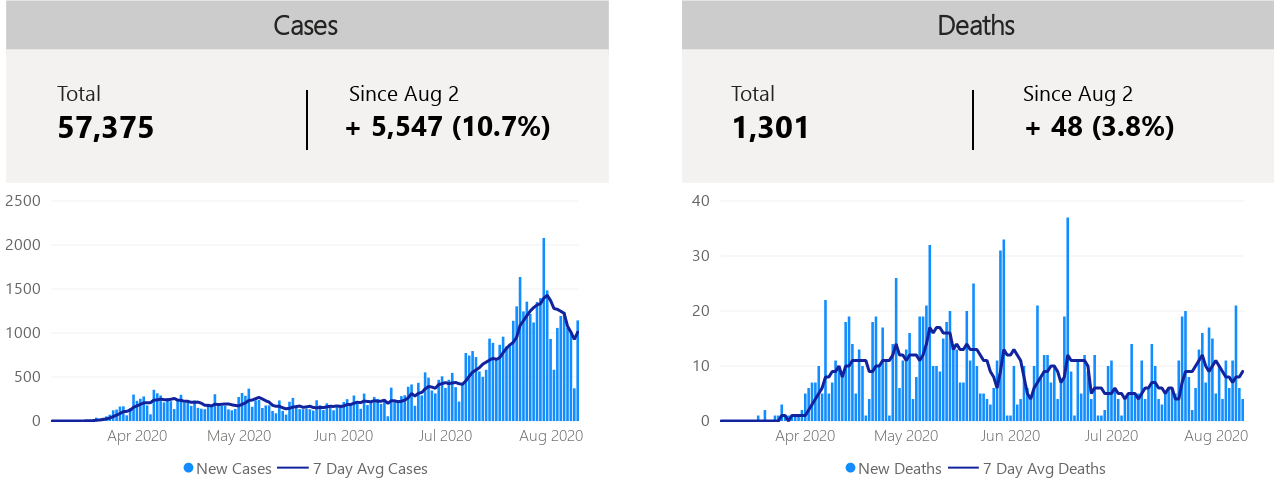 Cases
Total
57,375
Since Aug 2
+ 5,547 (10.7%)
2500
2000
1500
1000
500
0
Apr 2020 May 2020 Jun 2020 Jul 2020 Aug 2020
New Cases 7 Day Avg Cases
Deaths
Total
1,301
Since Aug 2
+ 48 (3.8%)
40
30
20
10
0
Apr 2020 May 2020 Jun 2020 Jul 2020 Aug 2020
New Deaths 7 Day Avg Deaths